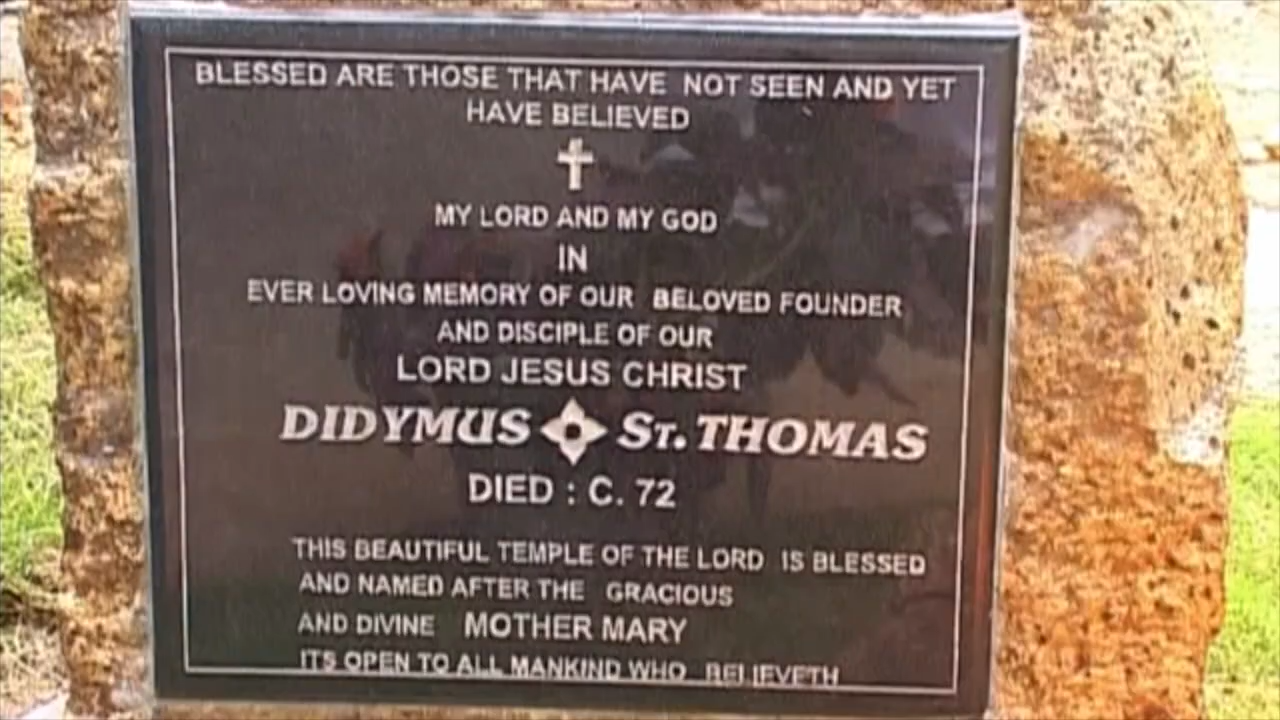 BLESSED ARE THOSE THAT HAVE NOT SEEN AND YET
HAVE BELIEVED
MY LORD AND MY GOD
IN
EVER LOVING MEMORY OF OUR BELOVED FOUNDER
AND DISCIPLE OF OUR
LORD JESUS CHRIST
DIDYMUS ST. THOMAS
DIED : C. 72
THIS BEAUTIFUL TEMPLE OF THE LORD IS BLESSED
AND NAMED AFTER THE GRACIOUS
AND DIVINE MOTHER MARY
ITS OPEN TO ALL MANKIND WHO BELIEVETH